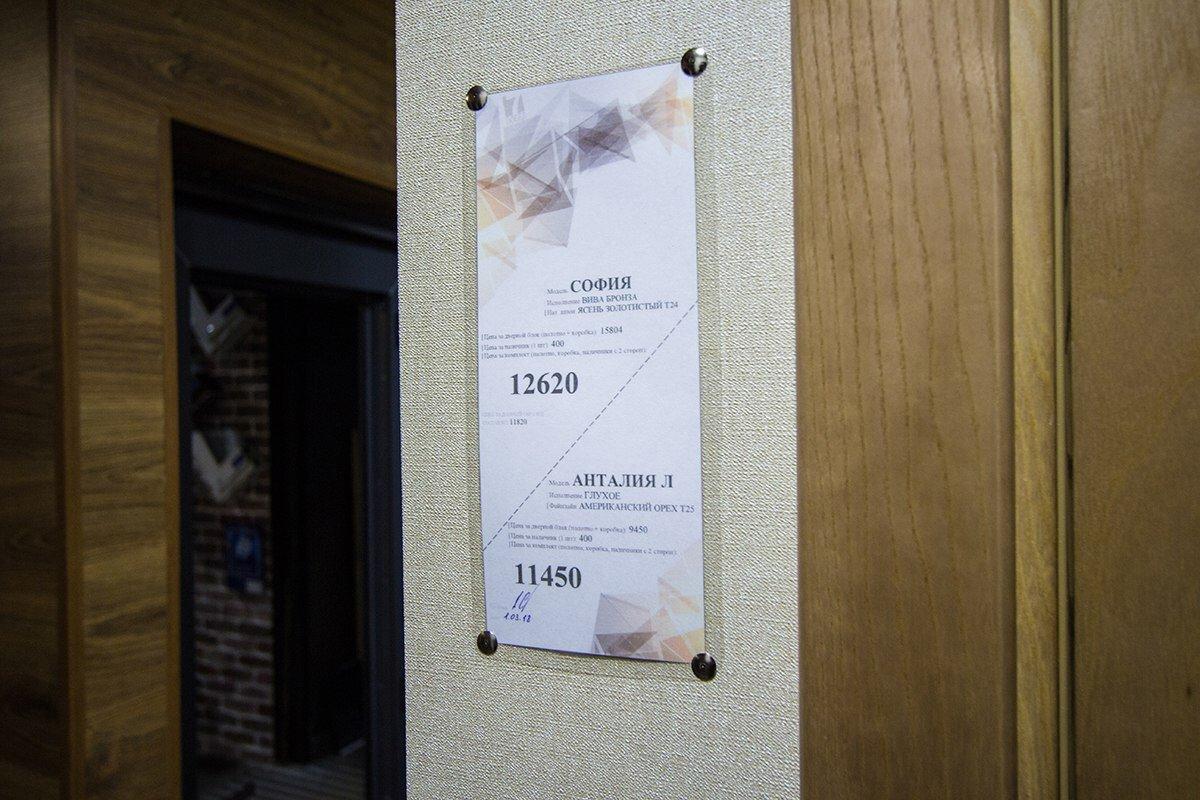 Модель СОФИЯ
Исполнение ВИВА БРОНЗА
ЯСЕНЬ ЗОЛОТИСТЫЙ Т24
Цена за дверной блок (полотно + коробка) 15804
Цена за наличник (1 шт) 400
Цена за комплект (полотно, коробка, наличники с 2 сторон):
12620
11820
Модель АНТАЛИЯ Л
Исполнение ГЛУХОЕ
АМЕРИКАНСКИЙ ОРЕХ Т25
Цена за дверной блок (полотно + коробка) 9450
Цена за наличник (1 шт) 400
Цена за комплект (полотно, коробка, наличники с 2 сторон):
11450
1.03.18